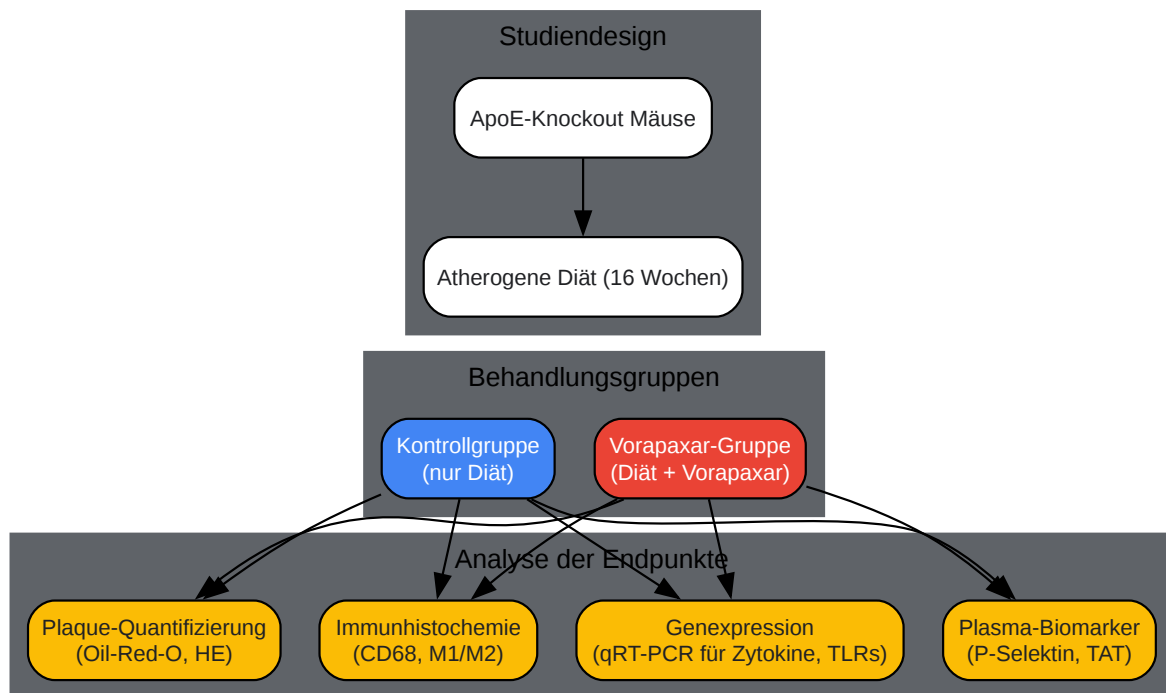 Studiendesign
ApoE-Knockout Mäuse
Atherogene Diät (16 Wochen)
Behandlungsgruppen
Kontrollgruppe
(nur Diät)
Vorapaxar-Gruppe
(Diät + Vorapaxar)
Analyse der Endpunkte
Plaque-Quantifizierung
(Oil-Red-O, HE)
Immunhistochemie
(CD68, M1/M2)
Genexpression
(qRT-PCR für Zytokine, TLRs)
Plasma-Biomarker
(P-Selektin, TAT)